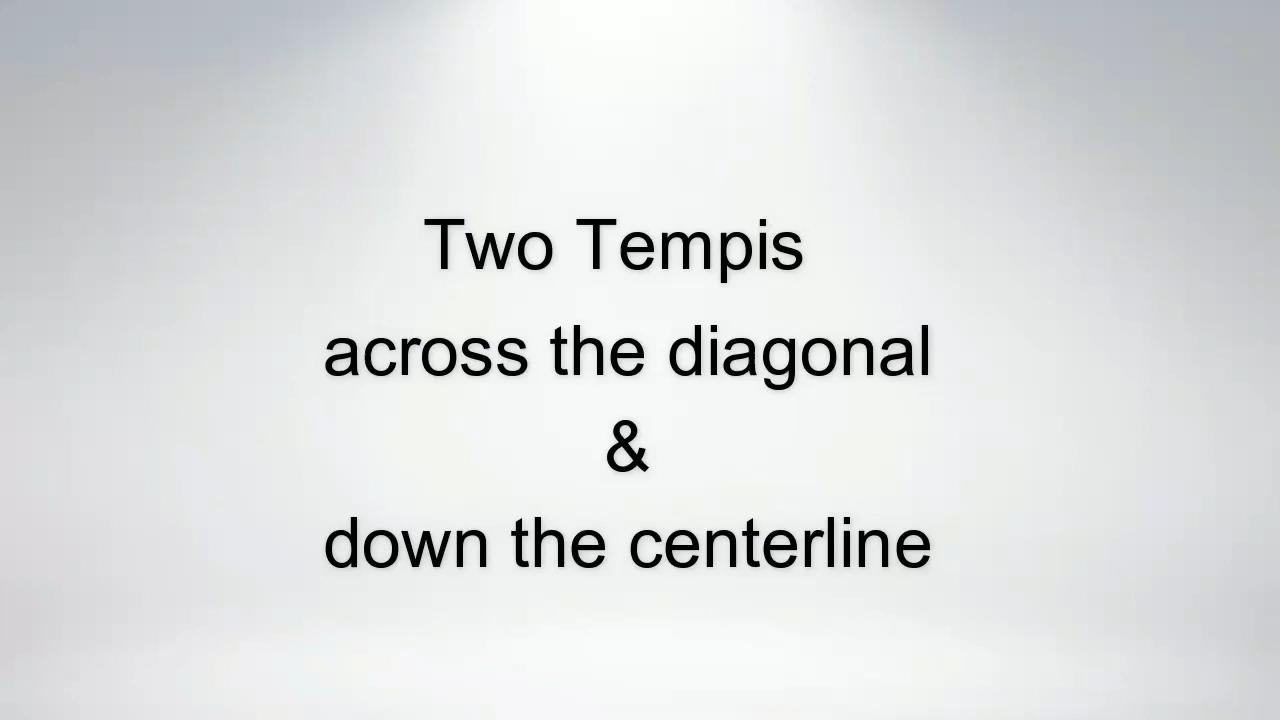 Two Tempis
across the diagonal
&
down the centerline